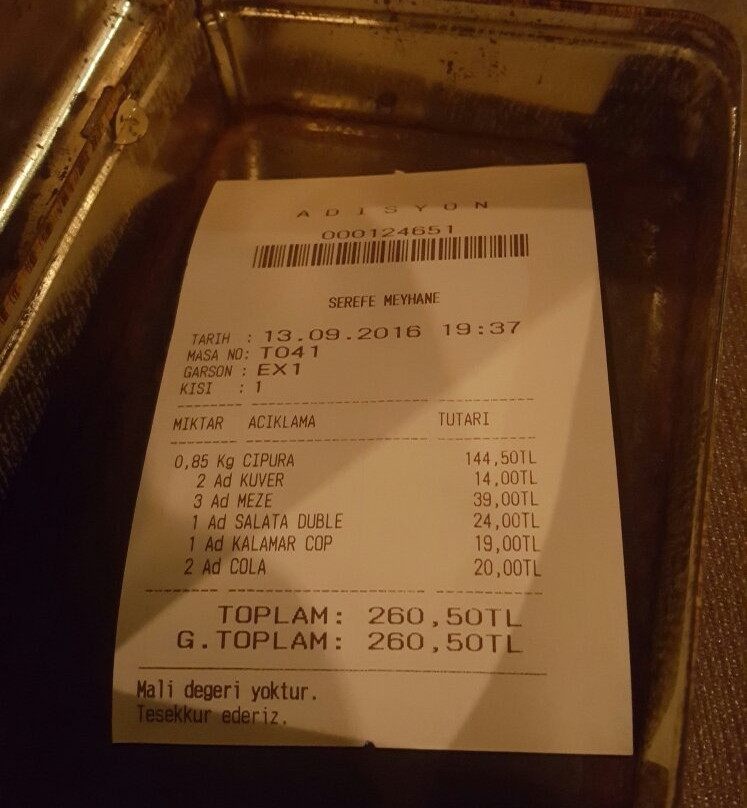 ADISYON
000124651
SEREFE MEYHANE
TARIH : 13.09.2016 19:37
MASA NO: T041
GARSON : EX1
KISI : 1
MIKTAR ACIKLAMA TUTARI
0,85 Kg CIPURA 144,50TL
2 Ad KUVER 14,00TL
3 Ad MEZE 39,00TL
1 Ad SALATA DUBLE 24,00TL
1 Ad KALAMAR COP 19,00TL
2 Ad COLA 20,00TL
TOPLAM: 260,50TL
G.TOPLAM: 260,50TL
Mali degeri yoktur.
Tesekkur ederiz.